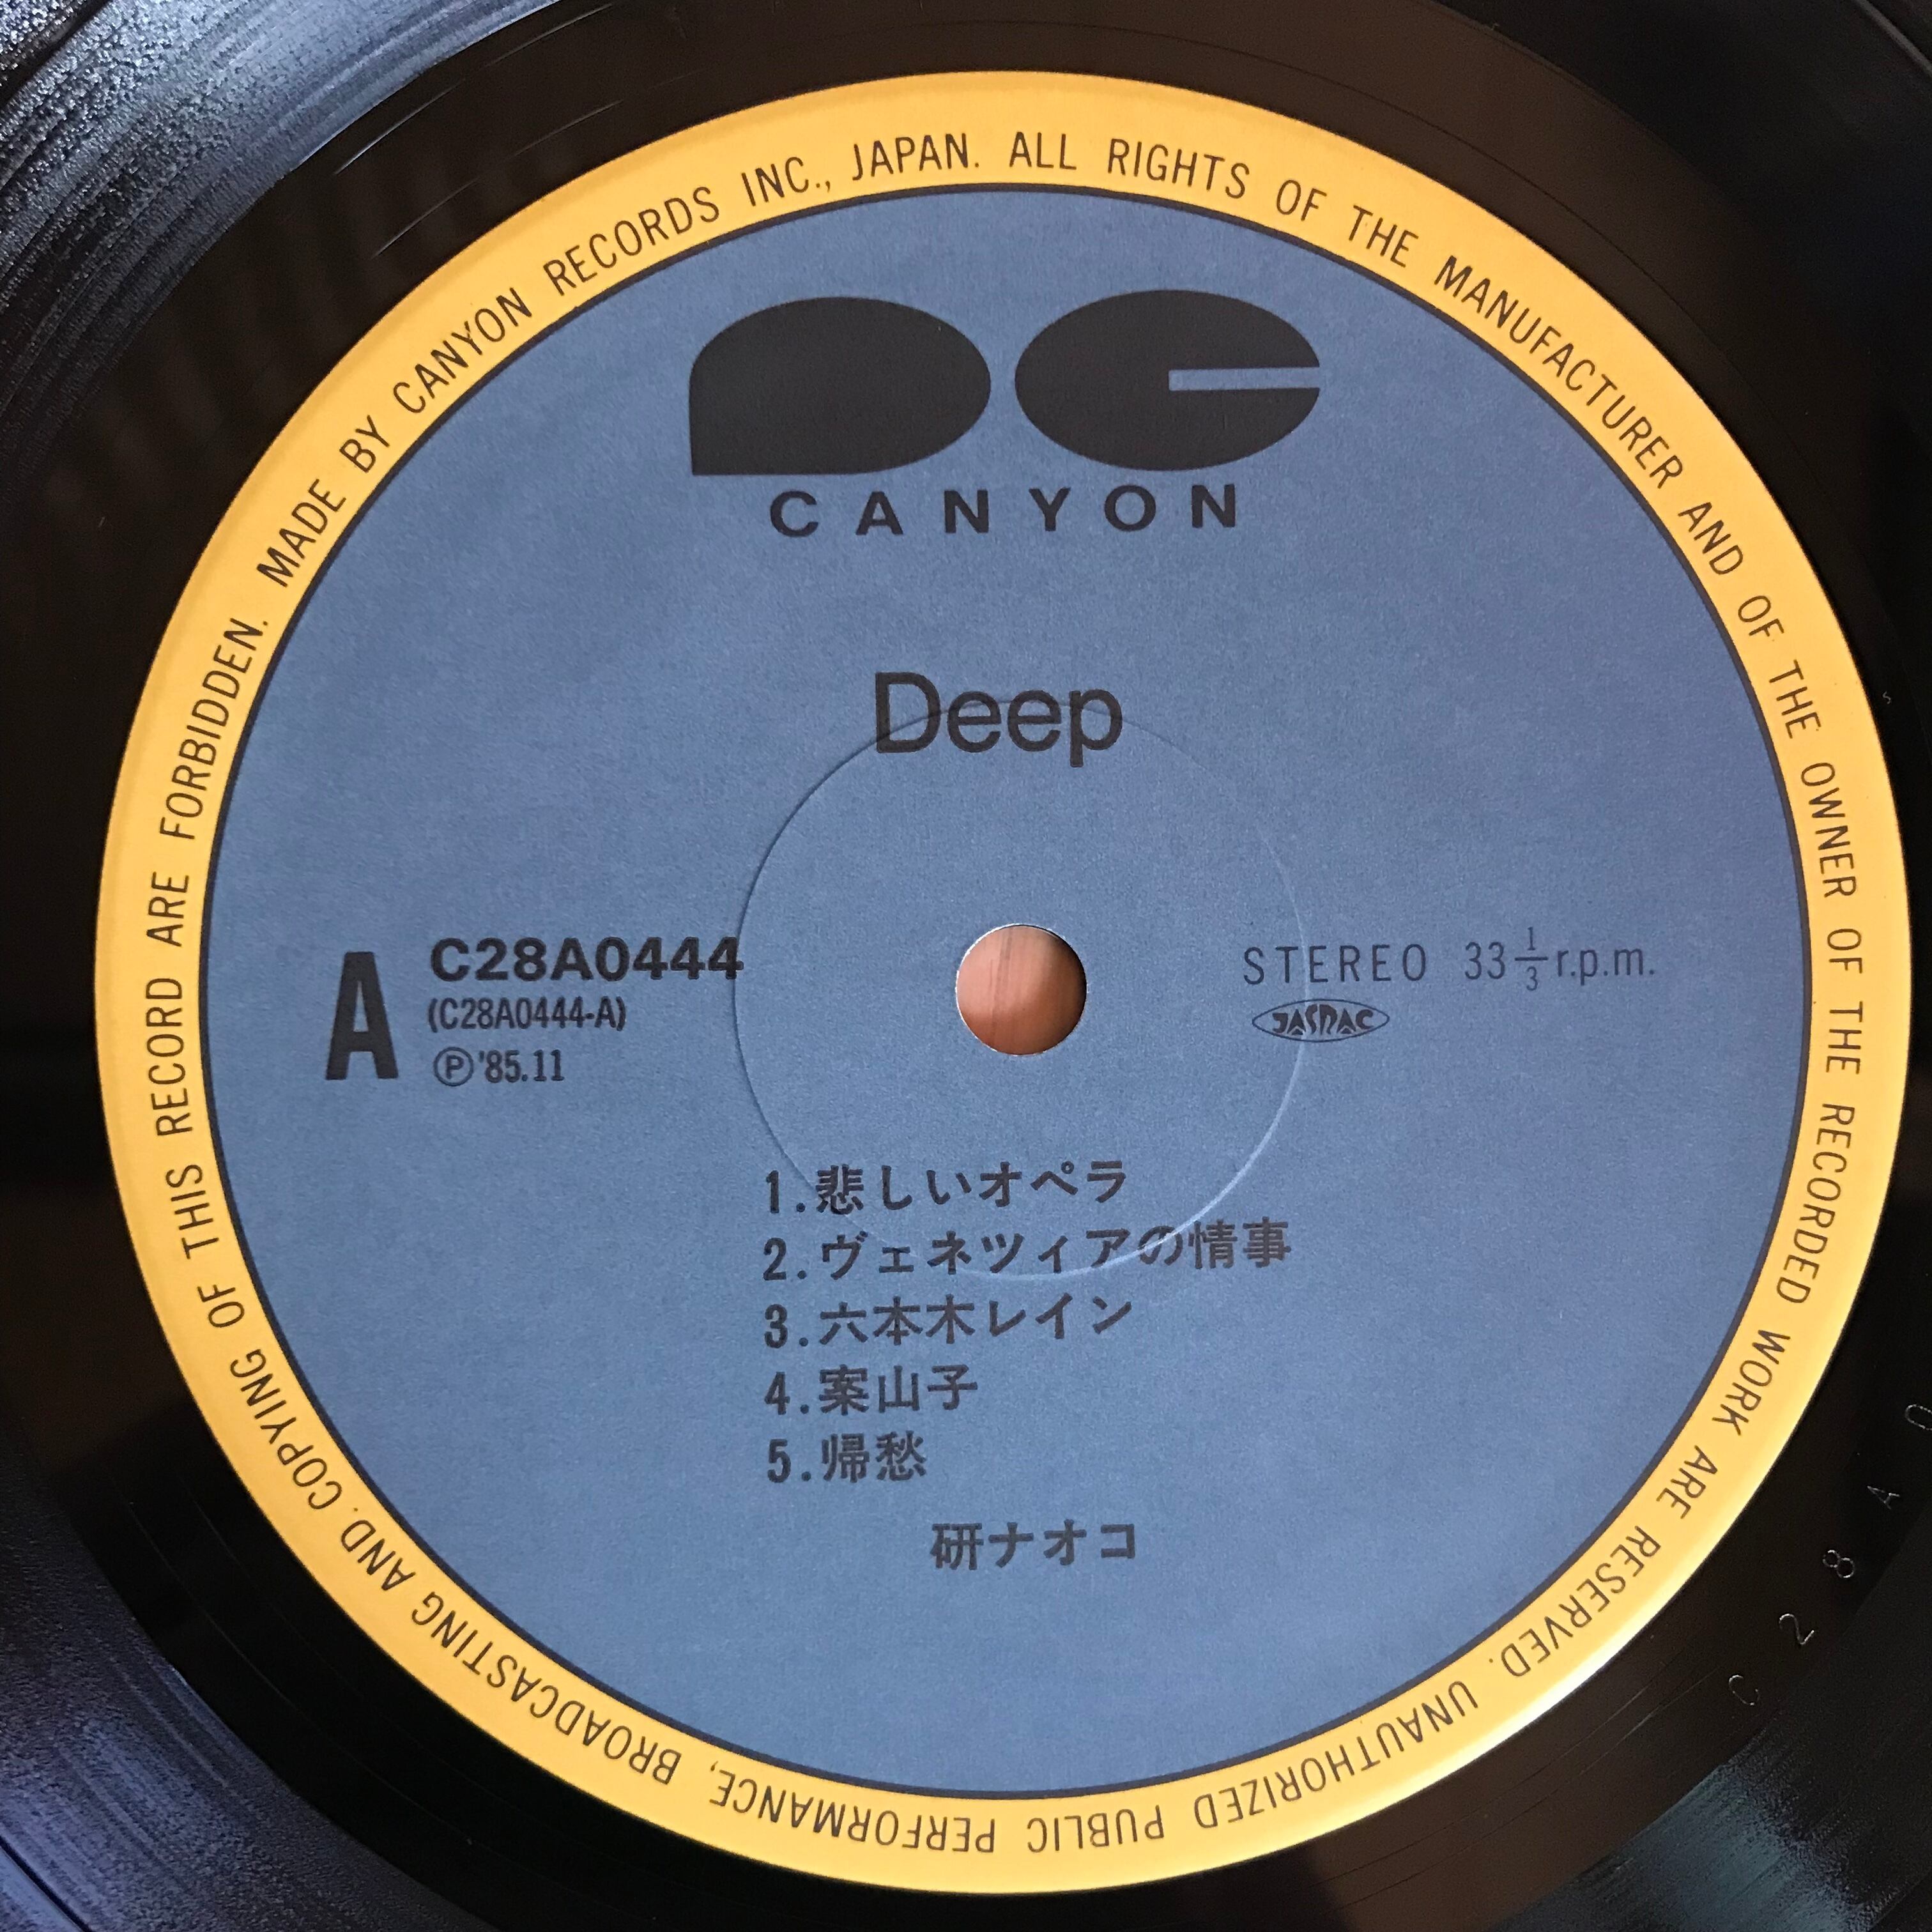 MADE BY CANYON RECORDS INC., JAPAN. ALL RIGHTS OF THE MANUFACTURER AND OF THE OWNER OF THE RECORDED WORK ARE RESERVED. UNAUTHORIZED PUBLIC PERFORMANCE, BROADCASTING AND. COPYING OF THIS RECORD ARE FORBIDDEN.
PC
CANYON
Deep
A
C28A0444
(C28A0444-A)
Ⓟ'85.11
STEREO 33 1/3 r.p.m.
JASRAC
1.悲しいオペラ
2.ヴェネツィアの情事
3.六本木レイン
4.案山子
5.帰愁
研ナオコ
C 2 8 A 0